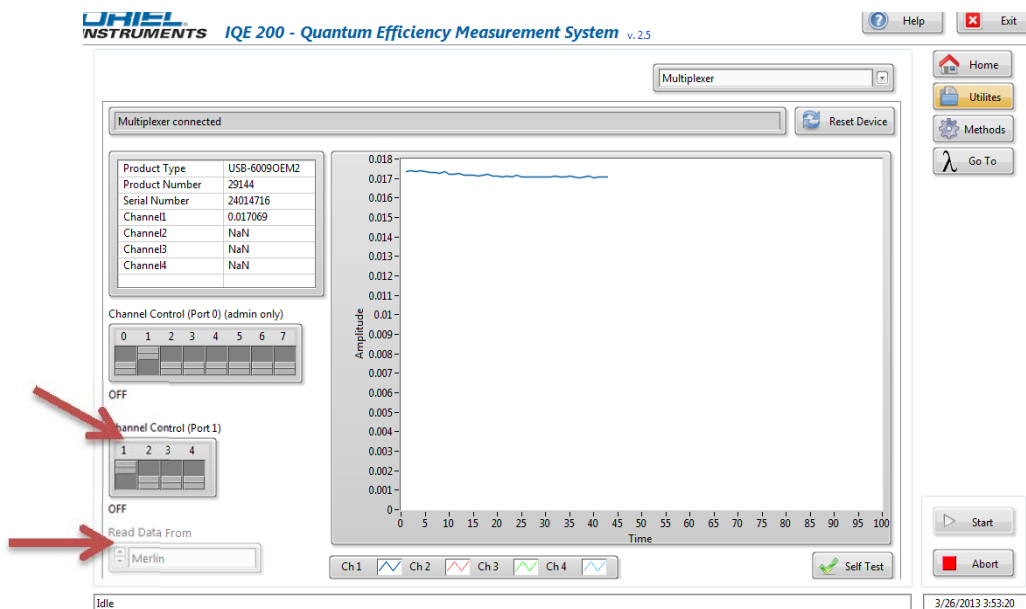 ORIEL
INSTRUMENTS IQE 200 - Quantum Efficiency Measurement System v. 2.5
Help
Exit
Multiplexer
Home
Utilites
Methods
λ Go To
Multiplexer connected
Reset Device
Product Type USB-6009OEM2
Product Number 29144
Serial Number 24014716
Channel1 0.017069
Channel2 NaN
Channel3 NaN
Channel4 NaN
Channel Control (Port 0) (admin only)
0 1 2 3 4 5 6 7
OFF
Channel Control (Port 1)
1 2 3 4
OFF
Read Data From
Merlin
Amplitude
0.018
0.017
0.016
0.015
0.014
0.013
0.012
0.011
0.01
0.009
0.008
0.007
0.006
0.005
0.004
0.003
0.002
0.001
0
0 5 10 15 20 25 30 35 40 45 50 55 60 65 70 75 80 85 90 95 100
Time
Ch 1 Ch 2 Ch 3 Ch 4
Self Test
Start
Abort
Idle
3/26/2013 3:53:20